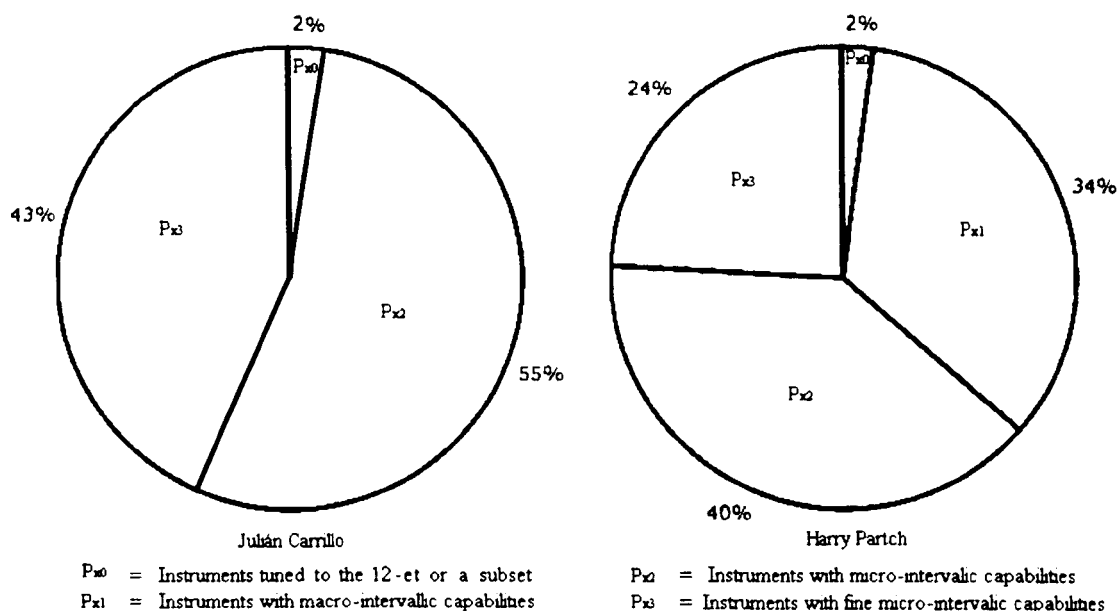 2%
Px0
43%
Px3
Px2
55%
Julián Carrillo
2%
Px0
24%
Px3
34%
Px1
Px2
40%
Harry Partch
Px0 = Instruments tuned to the 12-et or a subset
Px1 = Instruments with macro-intervallic capabilities
Px2 = Instruments with micro-intervalic capabilities
Px3 = Instruments with fine micro-intervalic capabilities